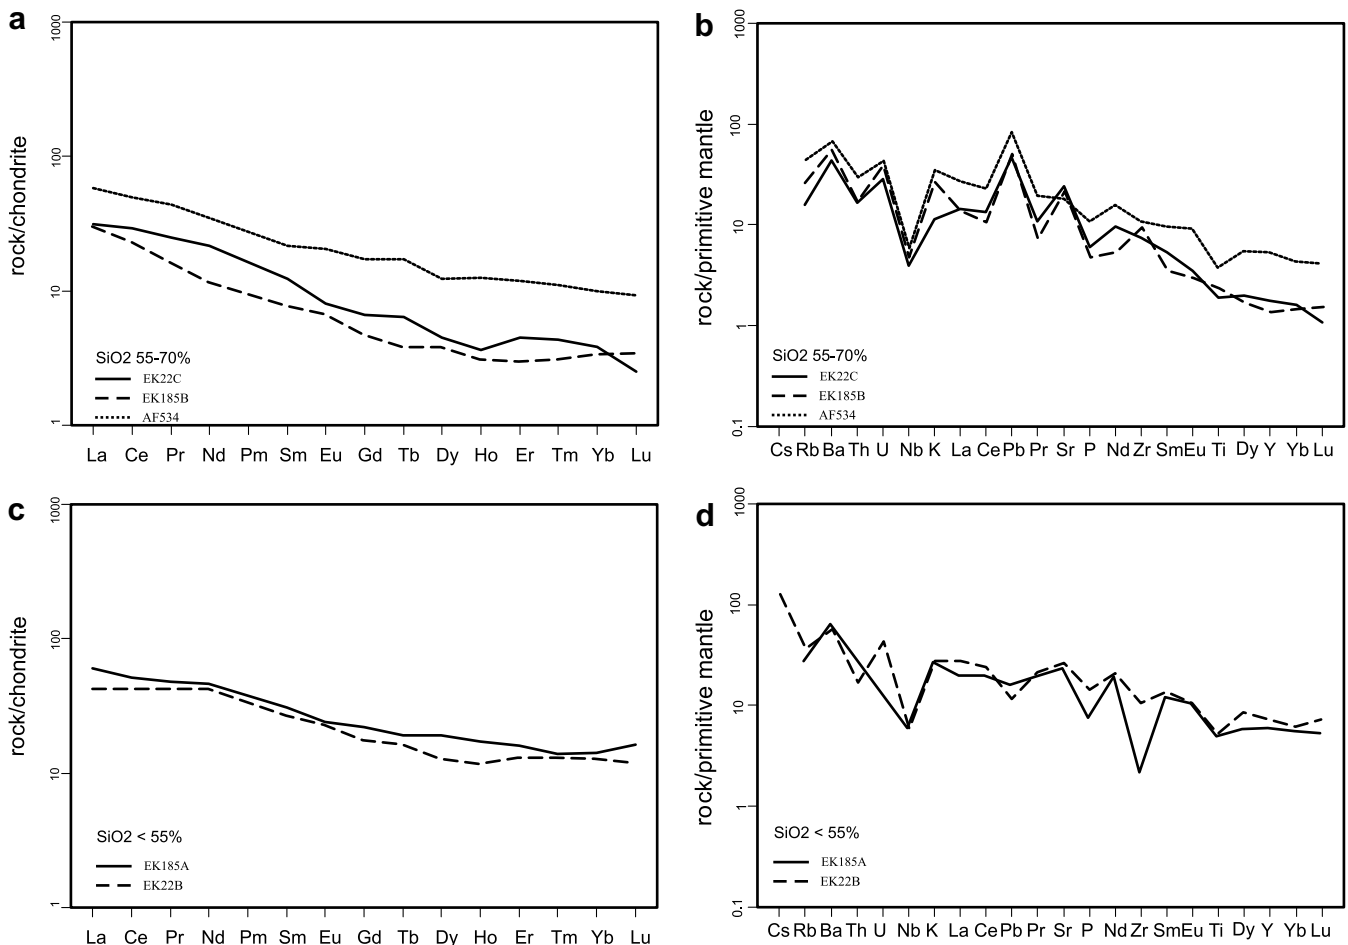 a
1000
100
10
1
rock/chondrite
SiO2 55-70%
EK22C
EK185B
AF534
La Ce Pr Nd Pm Sm Eu Gd Tb Dy Ho Er Tm Yb Lu
b
1000
100
10
1
0.1
rock/primitive mantle
SiO2 55-70%
EK22C
EK185B
AF534
Cs Rb Ba Th U Nb K La Ce Pb Pr Sr P Nd Zr Sm Eu Ti Dy Y Yb Lu
c
1000
100
10
1
rock/chondrite
SiO2 < 55%
EK185A
EK22B
La Ce Pr Nd Pm Sm Eu Gd Tb Dy Ho Er Tm Yb Lu
d
1000
100
10
1
0.1
rock/primitive mantle
SiO2 < 55%
EK185A
EK22B
Cs Rb Ba Th U Nb K La Ce Pb Pr Sr P Nd Zr Sm Eu Ti Dy Y Yb Lu